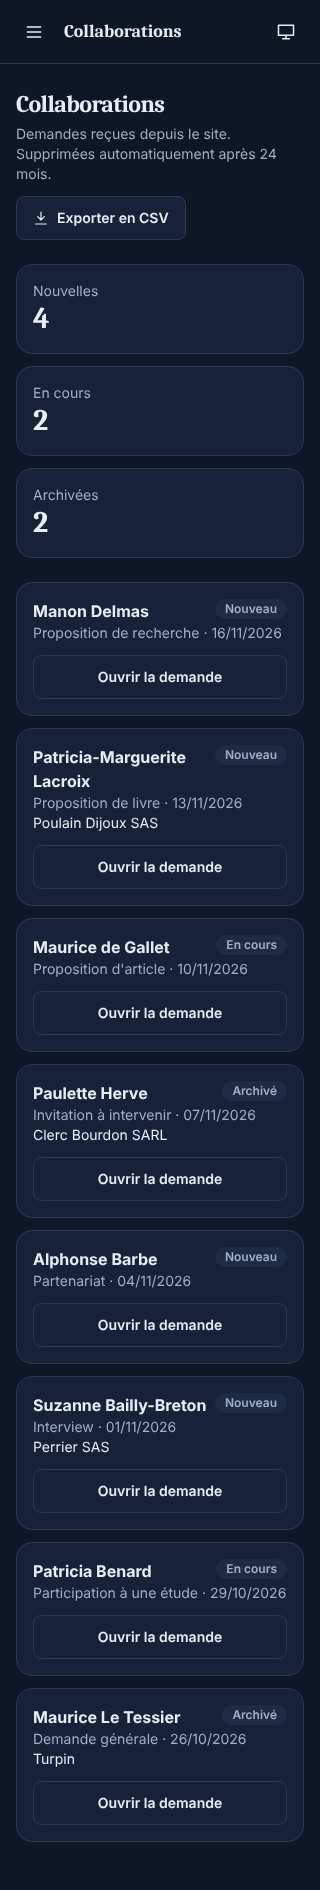 Collaborations
Collaborations
Demandes reçues depuis le site.
Supprimées automatiquement après 24
mois.
Exporter en CSV
Nouvelles
4
En cours
2
Archivées
2
Manon Delmas
Nouveau
Proposition de recherche · 16/11/2026
Ouvrir la demande
Patricia-Marguerite
Lacroix
Nouveau
Proposition de livre · 13/11/2026
Poulain Dijoux SAS
Ouvrir la demande
Maurice de Gallet
En cours
Proposition d'article · 10/11/2026
Ouvrir la demande
Paulette Herve
Archivé
Invitation à intervenir · 07/11/2026
Clerc Bourdon SARL
Ouvrir la demande
Alphonse Barbe
Nouveau
Partenariat · 04/11/2026
Ouvrir la demande
Suzanne Bailly-Breton
Nouveau
Interview · 01/11/2026
Perrier SAS
Ouvrir la demande
Patricia Benard
En cours
Participation à une étude · 29/10/2026
Ouvrir la demande
Maurice Le Tessier
Archivé
Demande générale · 26/10/2026
Turpin
Ouvrir la demande